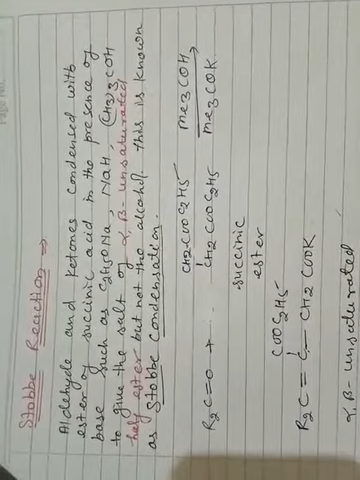 Stobbe Reaction →
Aldehyde and ketones condensed with
ester of succinic acid in the presence of
base such as C2H5ONa, NaH, (CH3)3COH
to give the salt of α,β-unsaturated
half ester but not the alcohol. this is known
as Stobbe condensation.
CH2COOC2H5 Me3COH
R2C=O + ... CH2COOC2H5 Me3COK
succinic
ester
COOC2H5
R2C=C—CH2COOK
α,β-unsaturated